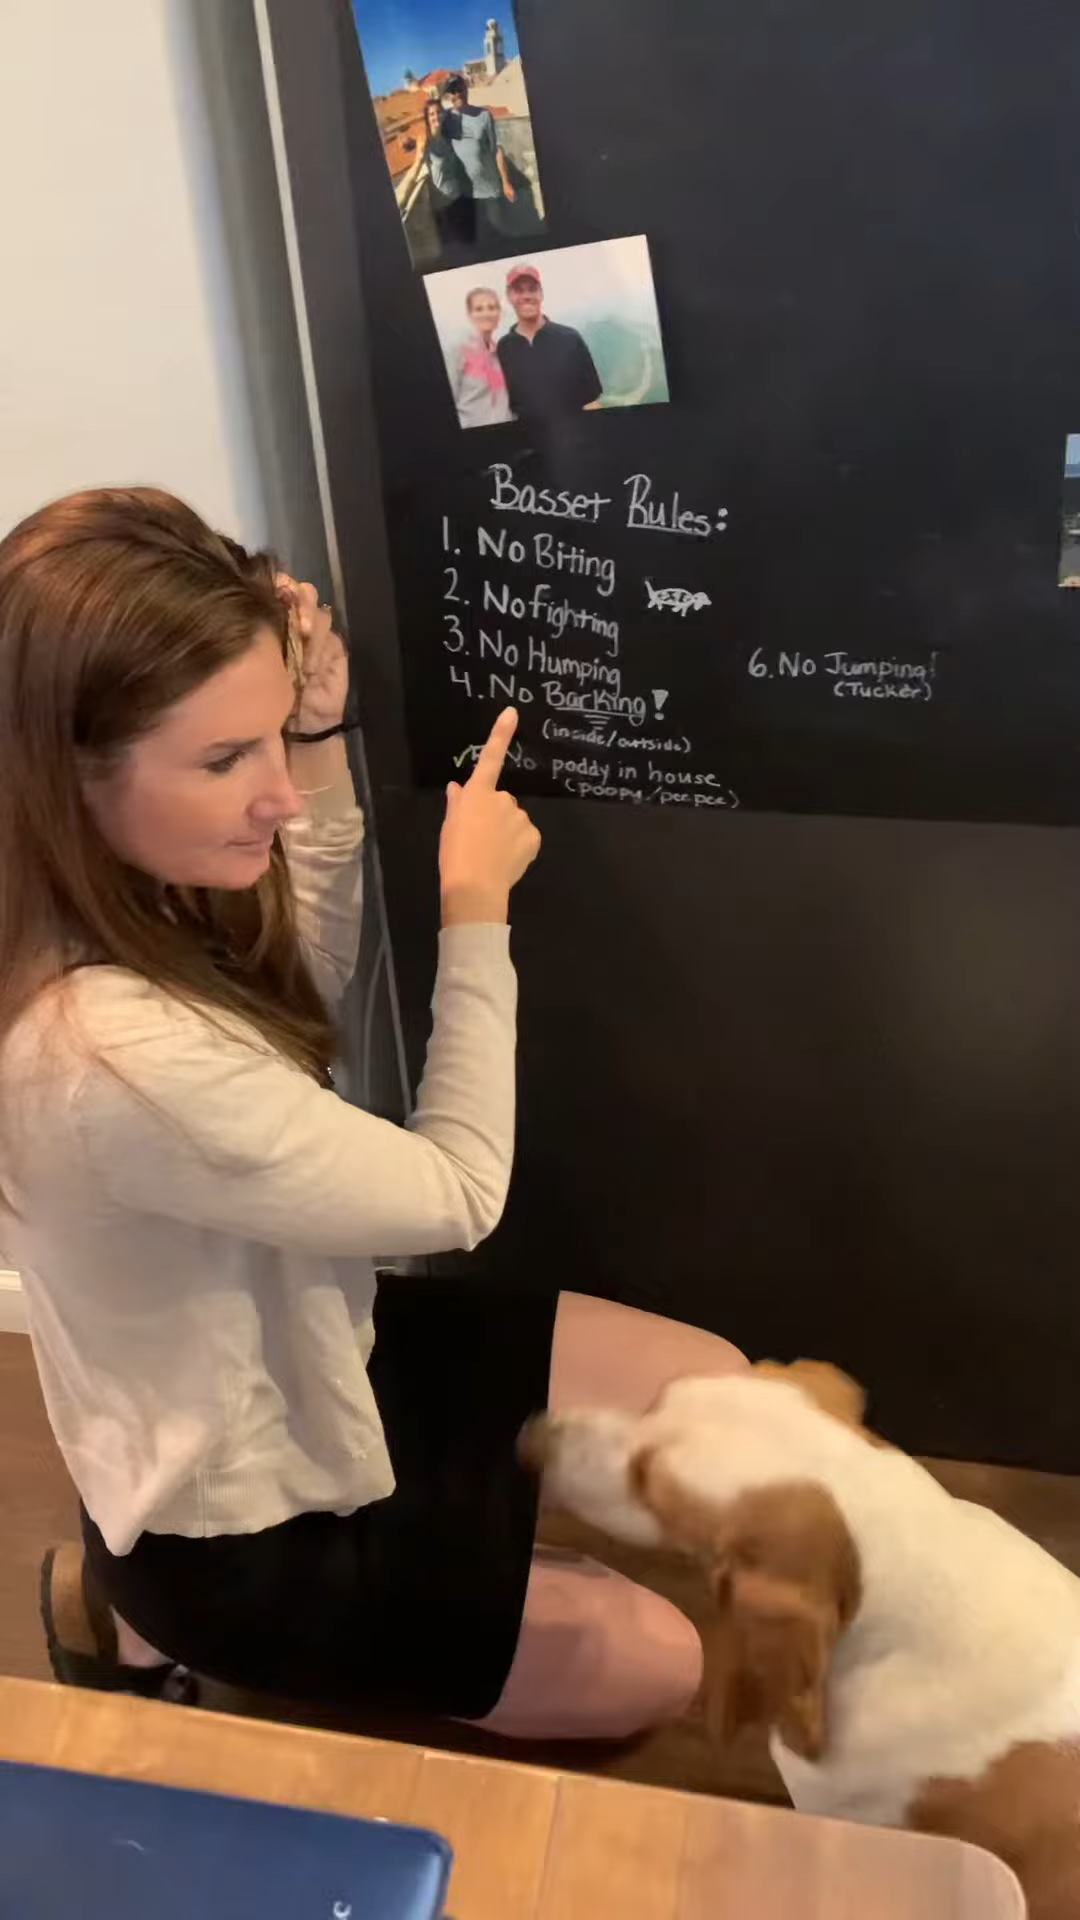 Basset Rules:
1. No Biting
2. No fighting
3. No Humping
4. No Barking!
(inside/outside)
No poddy in house
(poopy/pee pee)
6. No Jumping!
(Tucker)